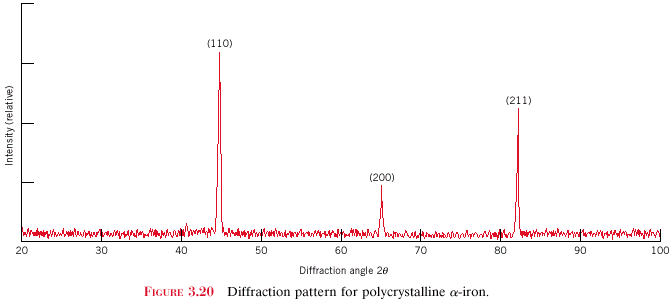 (110)
(211)
(200)
Intensity (relative)
20 30 40 50 60 70 80 90 100
Diffraction angle 2θ
FIGURE 3.20 Diffraction pattern for polycrystalline α-iron.